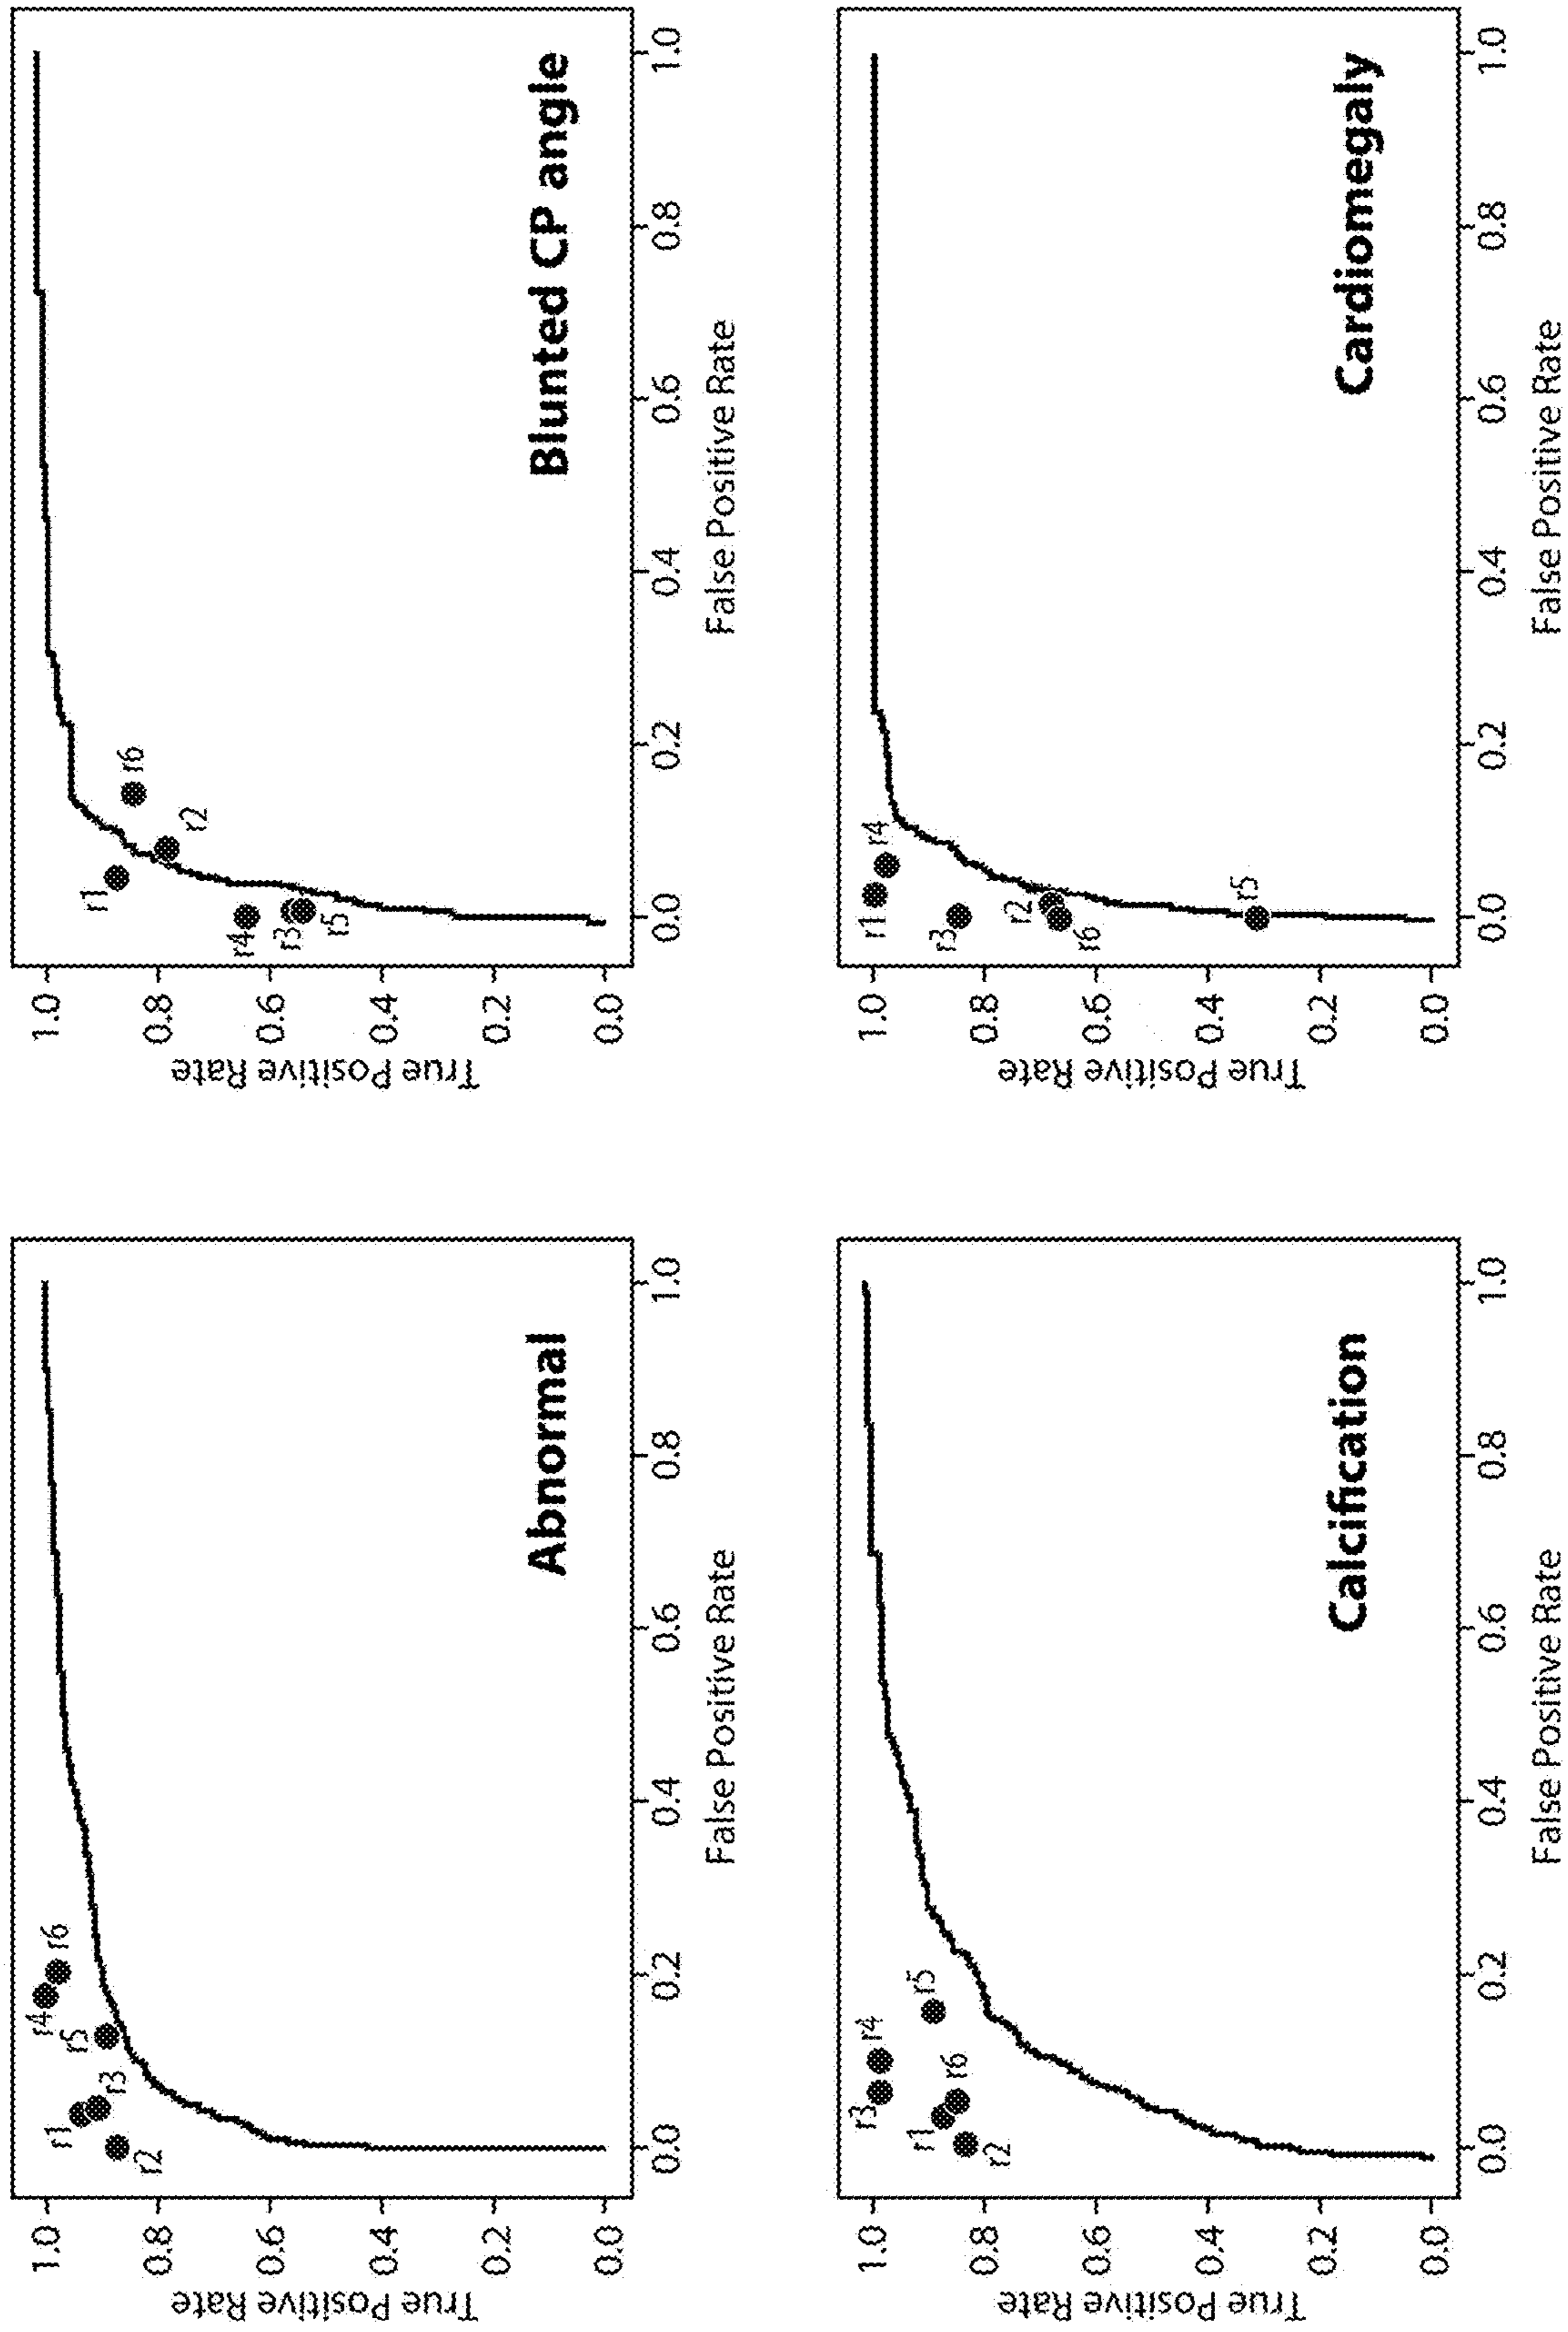 True Positive Rate
1.0
0.8
0.6
0.4
0.2
0.0
r4
r6
r1
r5
r3
r2
Abnormal
0.0
0.2
0.4
0.6
0.8
1.0
False Positive Rate
True Positive Rate
1.0
0.8
0.6
0.4
0.2
0.0
r1
r6
r2
r4
r3
r5
Blunted CP angle
0.0
0.2
0.4
0.6
0.8
1.0
False Positive Rate
True Positive Rate
1.0
0.8
0.6
0.4
0.2
0.0
r3
r4
r5
r1
r6
r2
Calcification
0.0
0.2
0.4
0.6
0.8
1.0
False Positive Rate
True Positive Rate
1.0
0.8
0.6
0.4
0.2
0.0
r1
r4
r3
r2
r6
r5
Cardiomegaly
0.0
0.2
0.4
0.6
0.8
1.0
False Positive Rate